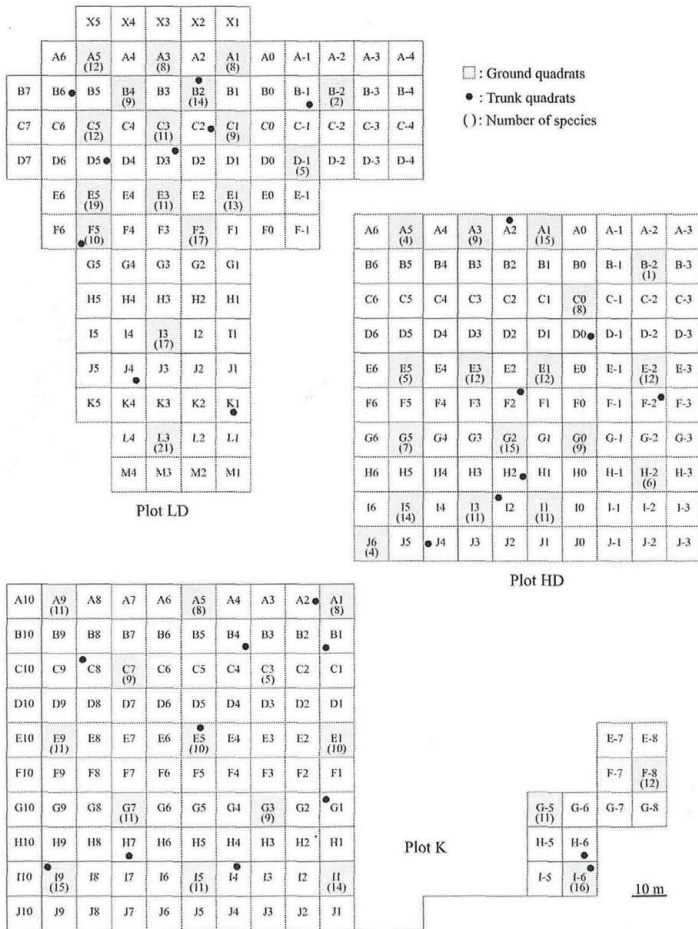 X5 X4 X3 X2 X1
A6 A5 A4 A3 A2 A1 A0 A-1 A-2 A-3 A-4
(12) (8) (8)
B7 B6 B5 B4 B3 B2 B1 B0 B-1 B-2 B-3 B-4
(9) (14) (2)
C7 C6 C5 C4 C3 C2 C1 C0 C-1 C-2 C-3 C-4
(12) (11) (9)
D7 D6 D5 D4 D3 D2 D1 D0 D-1 D-2 D-3 D-4
(5)
E6 E5 E4 E3 E2 E1 E0 E-1
(19) (11) (13)
F6 F5 F4 F3 F2 F1 F0 F-1
(10) (17)
G5 G4 G3 G2 G1
H5 H4 H3 H2 H1
I5 I4 I3 I2 I1
(17)
J5 J4 J3 J2 J1
K5 K4 K3 K2 K1
L4 L3 L2 L1
(21)
M4 M3 M2 M1
Plot LD
: Ground quadrats
: Trunk quadrats
( ) : Number of species
A6 A5 A4 A3 A2 A1 A0 A-1 A-2 A-3
(4) (9) (15)
B6 B5 B4 B3 B2 B1 B0 B-1 B-2 B-3
(1)
C6 C5 C4 C3 C2 C1 C0 C-1 C-2 C-3
(8)
D6 D5 D4 D3 D2 D1 D0 D-1 D-2 D-3
E6 E5 E4 E3 E2 E1 E0 E-1 E-2 E-3
(5) (12) (12) (12)
F6 F5 F4 F3 F2 F1 F0 F-1 F-2 F-3
G6 G5 G4 G3 G2 G1 G0 G-1 G-2 G-3
(7) (15) (9)
H6 H5 H4 H3 H2 H1 H0 H-1 H-2 H-3
(6)
I6 I5 I4 I3 I2 I1 I0 I-1 I-2 I-3
(14) (11) (11)
J6 J5 J4 J3 J2 J1 J0 J-1 J-2 J-3
(4)
Plot HD
A10 A9 A8 A7 A6 A5 A4 A3 A2 A1
(11) (8) (8)
B10 B9 B8 B7 B6 B5 B4 B3 B2 B1
C10 C9 C8 C7 C6 C5 C4 C3 C2 C1
(9) (5)
D10 D9 D8 D7 D6 D5 D4 D3 D2 D1
E10 E9 E8 E7 E6 E5 E4 E3 E2 E1 E-7 E-8
(11) (10) (10)
F10 F9 F8 F7 F6 F5 F4 F3 F2 F1 F-7 F-8
(12)
G10 G9 G8 G7 G6 G5 G4 G3 G2 G1 G-5 G-6 G-7 G-8
(11) (9) (11)
H10 H9 H8 H7 H6 H5 H4 H3 H2 H1 H-5 H-6
Plot K
I10 I9 I8 I7 I6 I5 I4 I3 I2 I1 I-5 I-6
(15) (11) (14) (16)
10 m
J10 J9 J8 J7 J6 J5 J4 J3 J2 J1